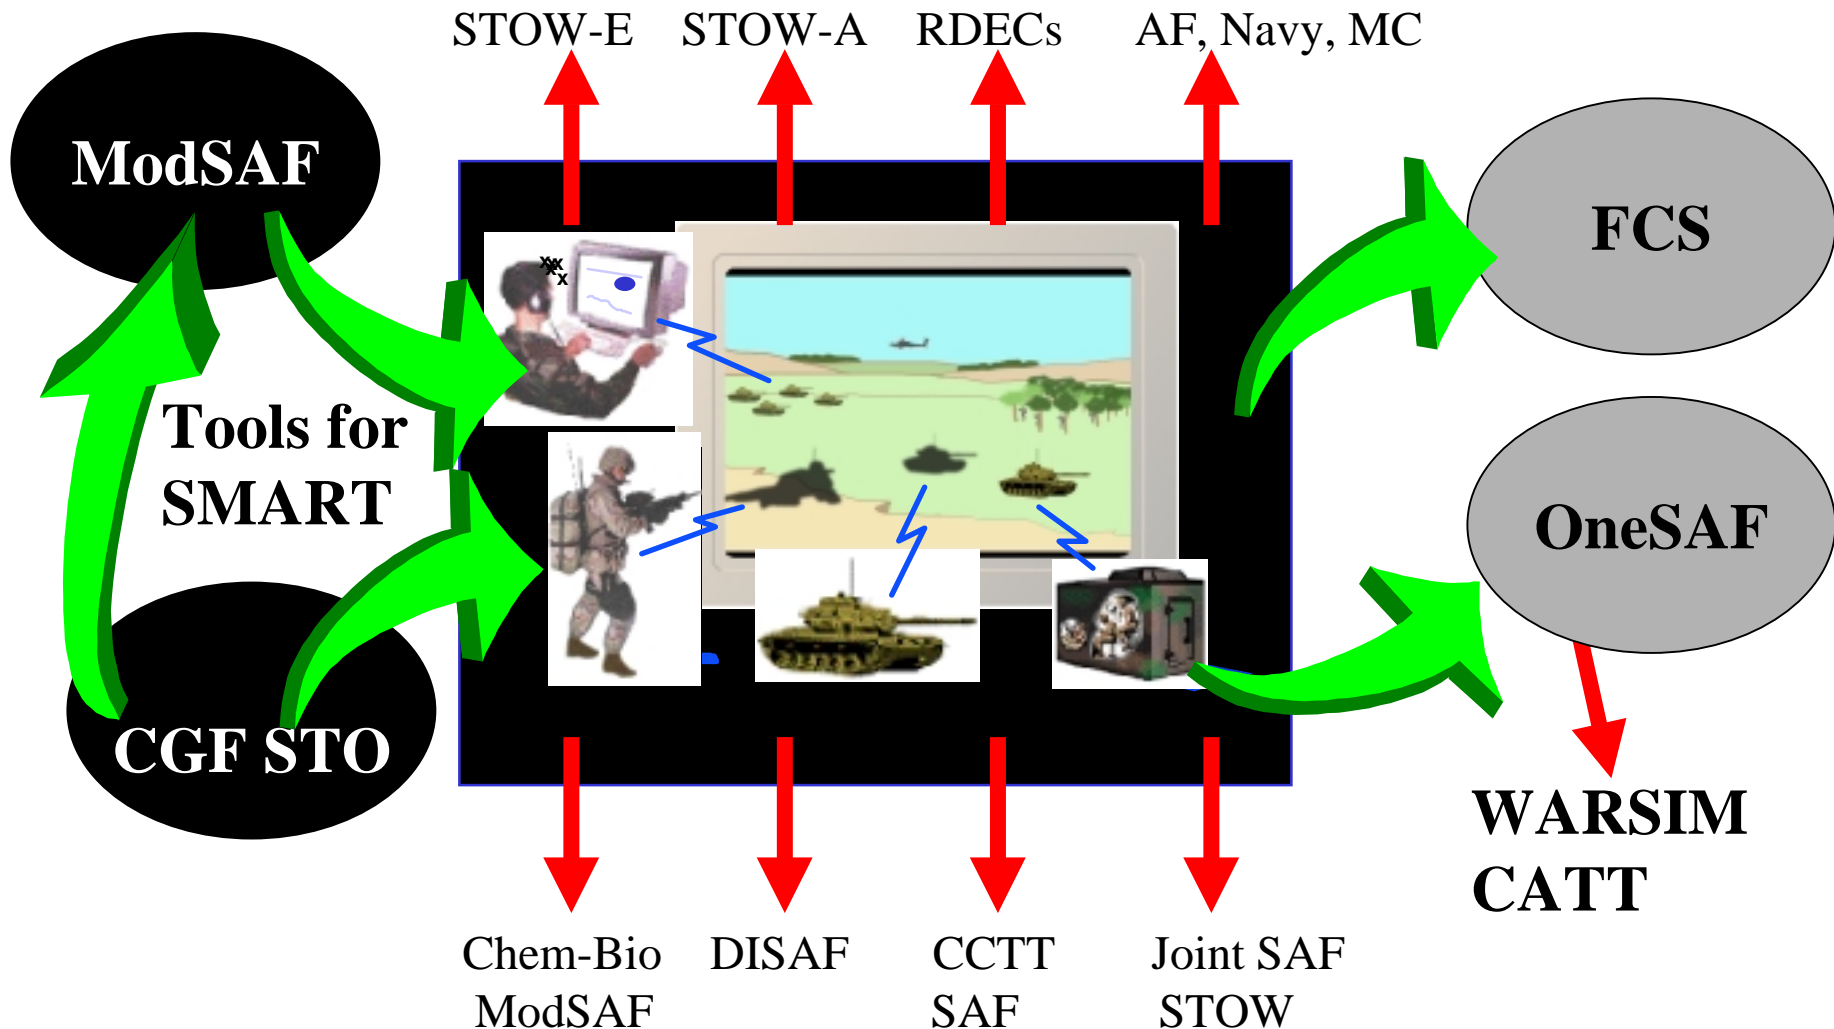 STOW-E STOW-A RDECs AF, Navy, MC
ModSAF
FCS
x x x
x
x
Tools for
SMART
OneSAF
CGF STO
WARSIM
CATT
Chem-Bio DISAF CCTT Joint SAF
ModSAF SAF STOW